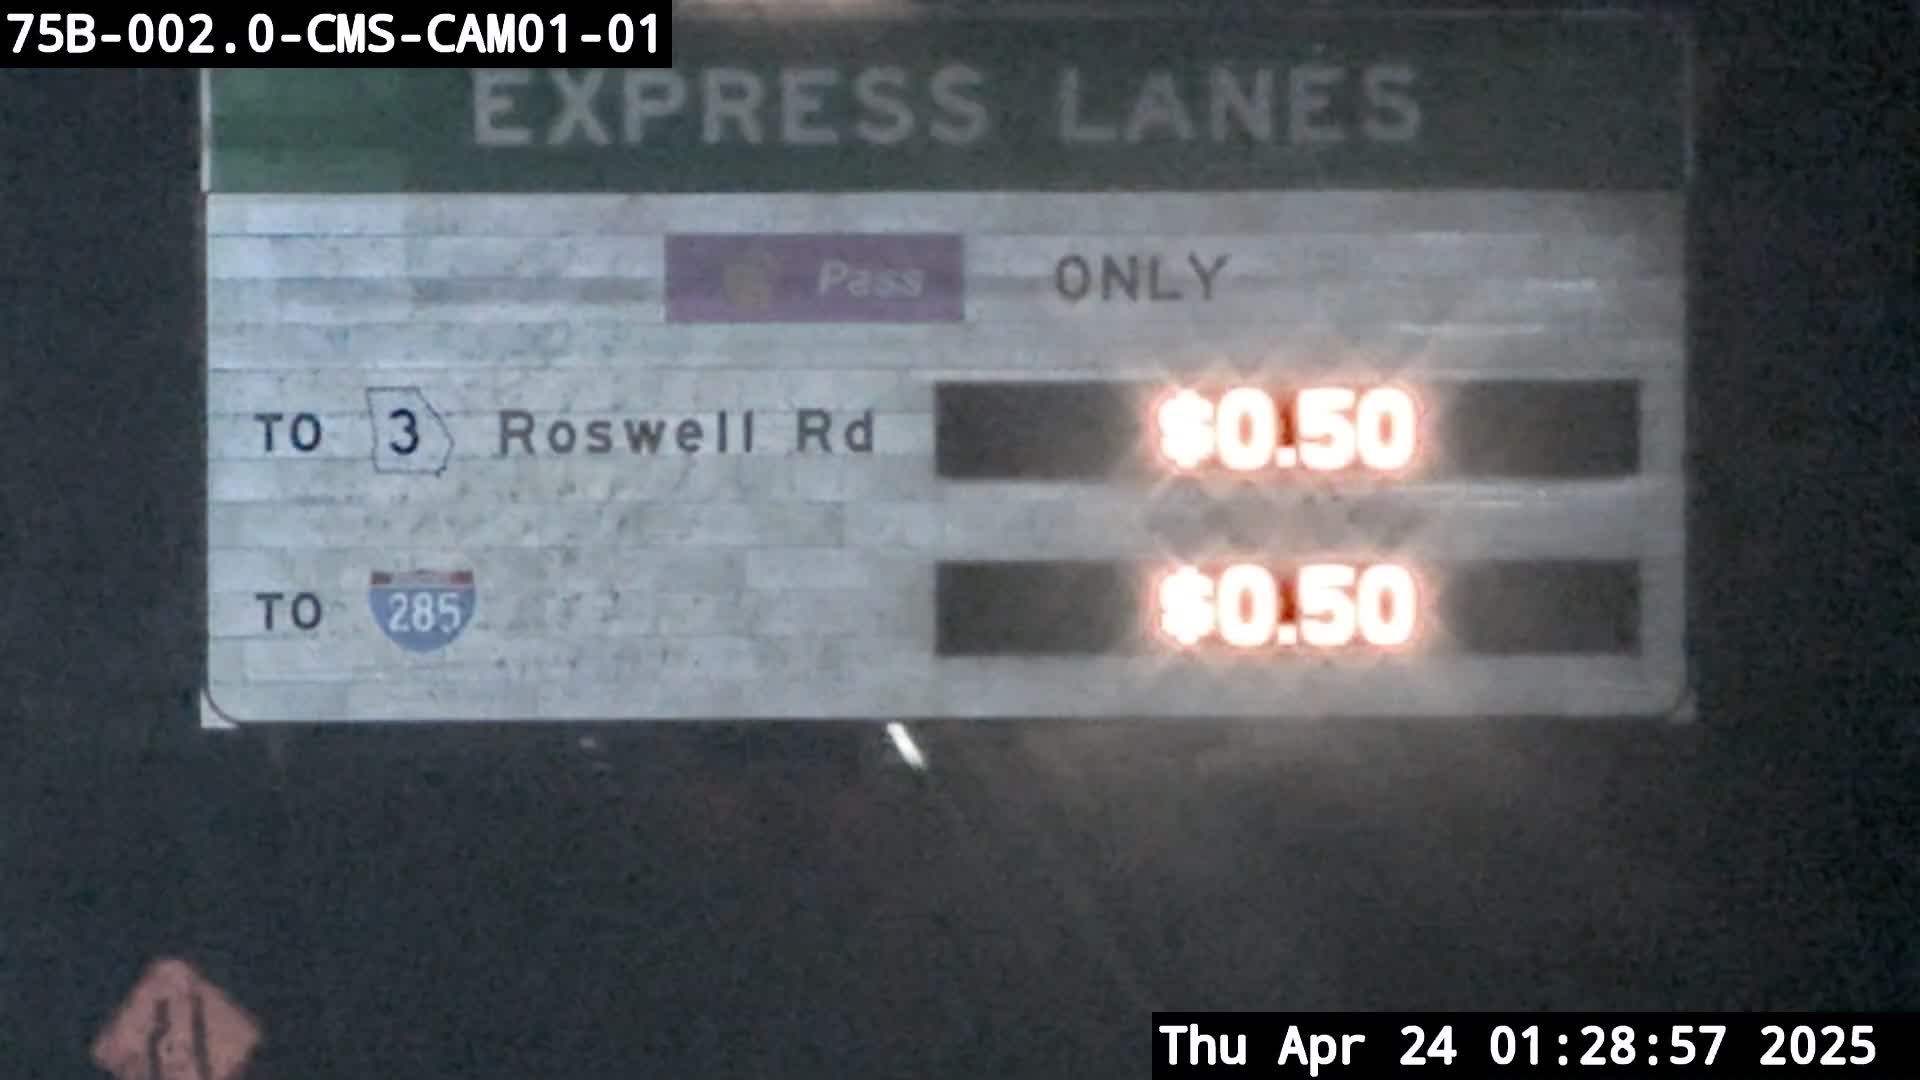 75B-002.0-CMS-CAM01-01
EXPRESS LANES
Pass ONLY
TO 3 Roswell Rd $0.50
TO 285 $0.50
Thu Apr 24 01:28:57 2025